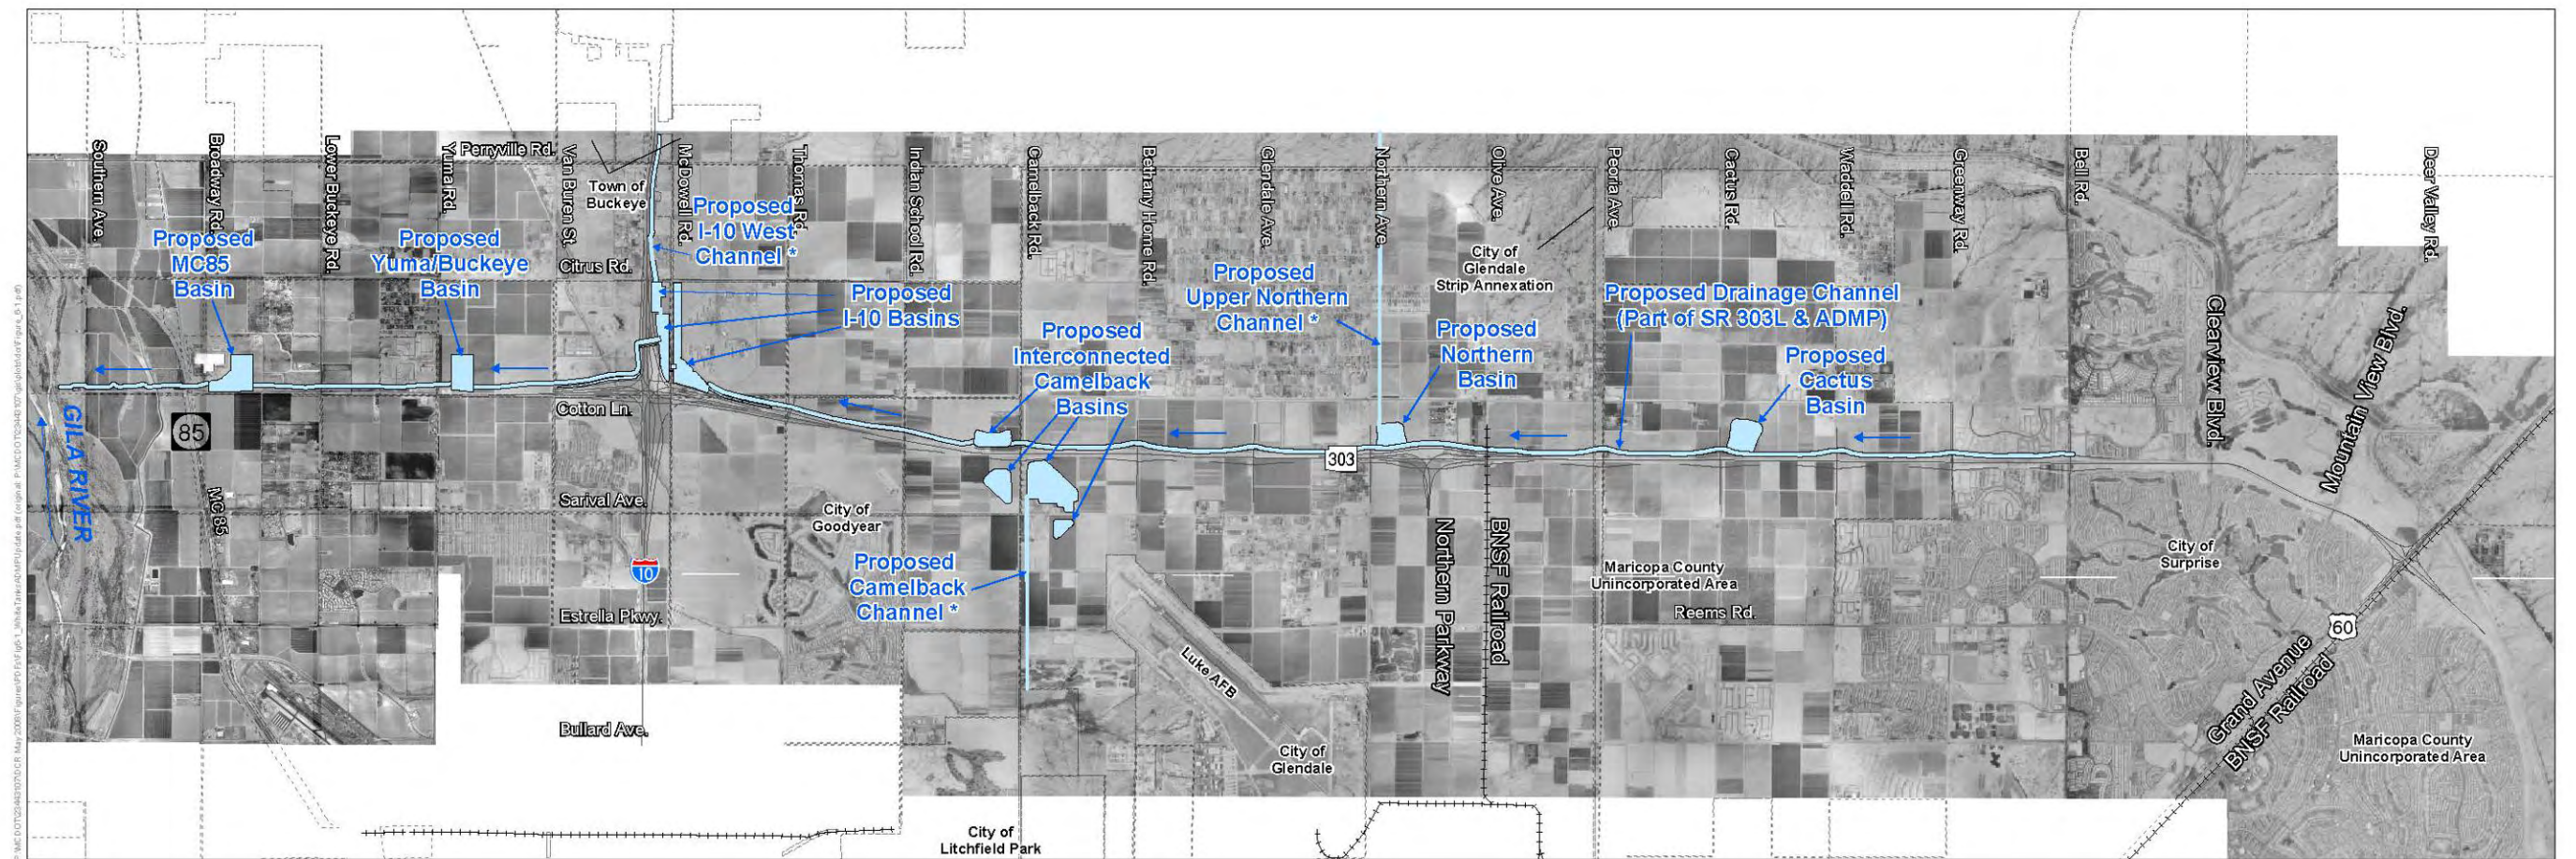 Southern Ave.
Broadway Rd.
Lower Buckeye Rd.
Yuma Rd.
Perryville Rd.
Van Buren St.
McDowell Rd.
Thomas Rd.
Indian School Rd.
Camelback Rd.
Bethany Home Rd.
Glendale Ave.
Northern Ave.
Olive Ave.
Peoria Ave.
Cactus Rd.
Waddell Rd.
Greenway Rd.
Bell Rd.
Deer Valley Rd.
Town of
Buckeye
Proposed
MC85
Basin
Proposed
Yuma/Buckeye
Basin
Citrus Rd.
Proposed
I-10 West
Channel *
Proposed
I-10 Basins
Proposed
Interconnected
Camelback
Basins
Proposed
Upper Northern
Channel *
City of
Glendale
Strip Annexation
Proposed
Northern
Basin
Proposed Drainage Channel
(Part of SR 303L & ADMP)
Proposed
Cactus
Basin
Clearview Blvd.
Mountain View Blvd.
GILA RIVER
85
MC 85
Cotton Ln.
303
Sarival Ave.
City of
Goodyear
10
Proposed
Camelback
Channel *
Estrella Pkwy.
Luke AFB
Northern Parkway
BNSF Railroad
Maricopa County
Unincorporated Area
Reems Rd.
City of
Surprise
60
Grand Avenue
BNSF Railroad
Bullard Ave.
City of
Glendale
Maricopa County
Unincorporated Area
City of
Litchfield Park